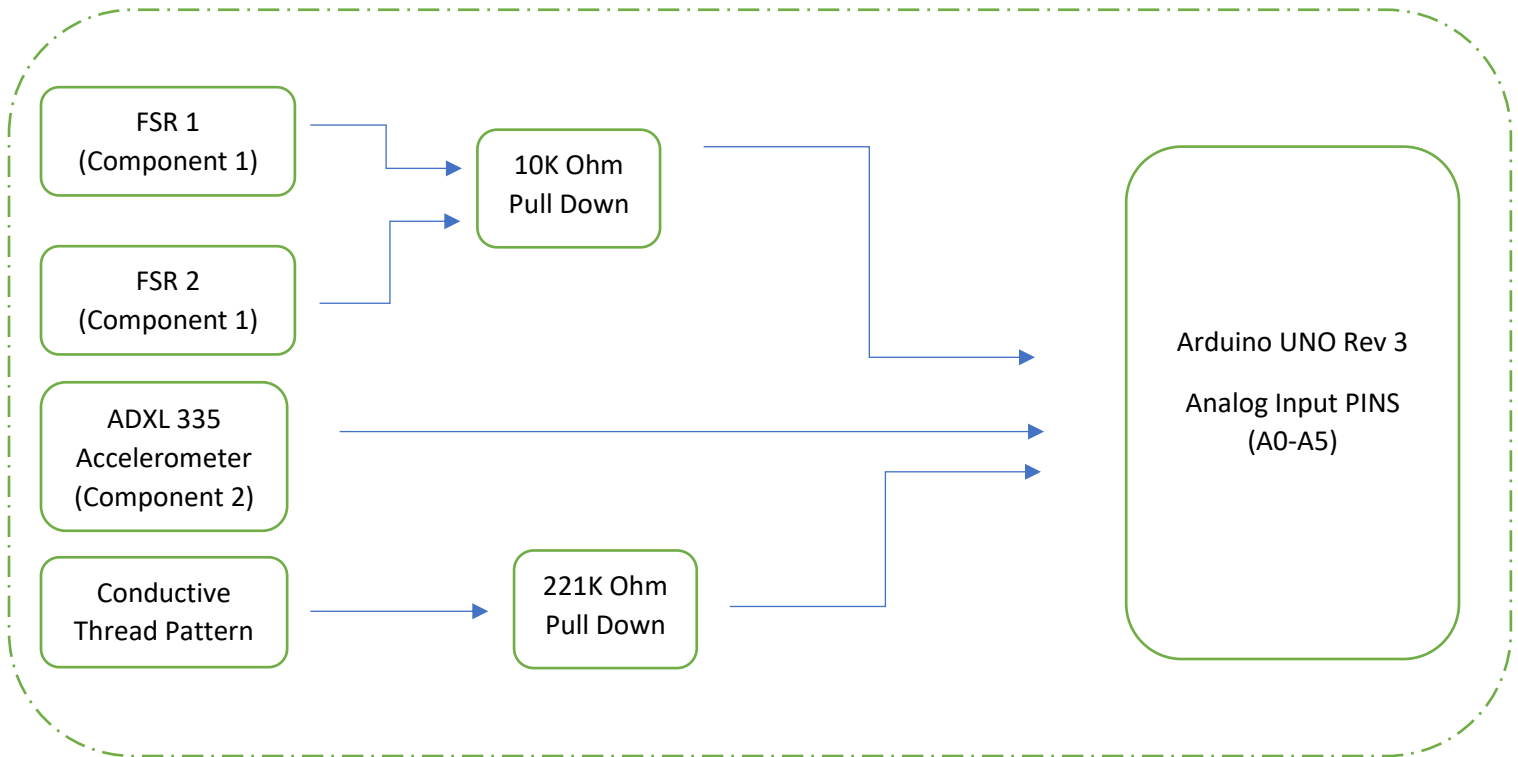 FSR 1
(Component 1)
10K Ohm
Pull Down
FSR 2
(Component 1)
ADXL 335
Accelerometer
(Component 2)
Conductive
Thread Pattern
221K Ohm
Pull Down
Arduino UNO Rev 3
Analog Input PINS
(A0-A5)